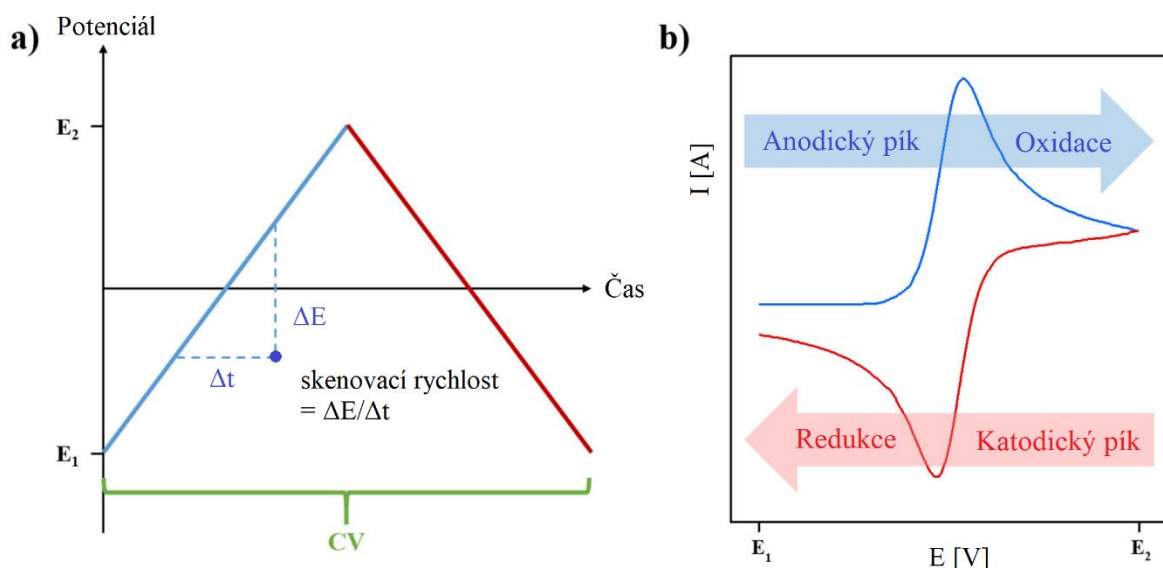 a)
Potenciál
E₂
Čas
ΔE
Δt
skenovací rychlost
= ΔE/Δt
E₁
CV
b)
I [A]
Anodický pík
Oxidace
Redukce
Katodický pík
E₁
E [V]
E₂